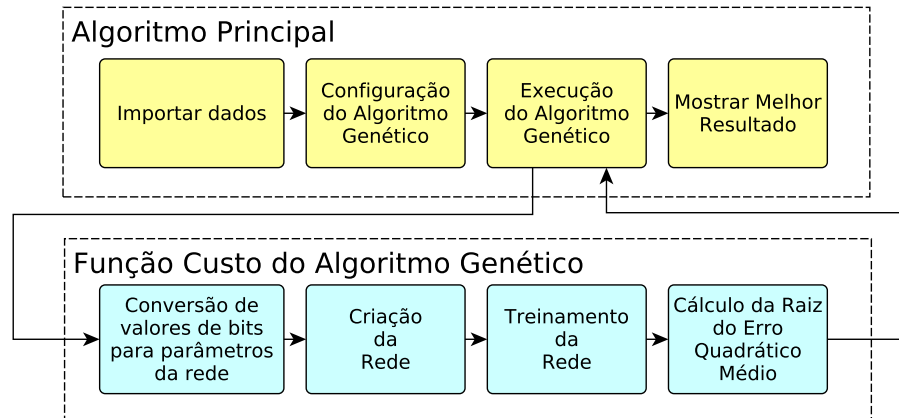 Algoritmo Principal
Importar dados
Configuração
do Algoritmo
Genético
Execução
do Algoritmo
Genético
Mostrar Melhor
Resultado
Função Custo do Algoritmo Genético
Conversão de
valores de bits
para parâmetros
da rede
Criação
da
Rede
Treinamento
da
Rede
Cálculo da Raiz
do Erro
Quadrático
Médio